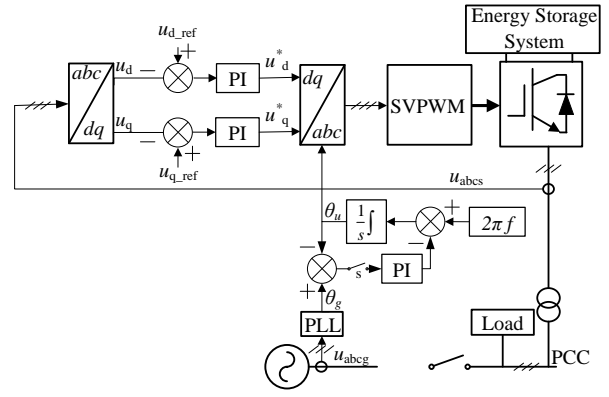 Energy Storage
System
u_d_ref
+
abc
dq
u_d
−
PI
u*_d
dq
abc
SVPWM
u_q
−
+
PI
u*_q
u_q_ref
u_abcs
θ_u
1/s ∫
+
−
2π f
−
+
s
PI
θ_g
PLL
u_abcg
Load
PCC